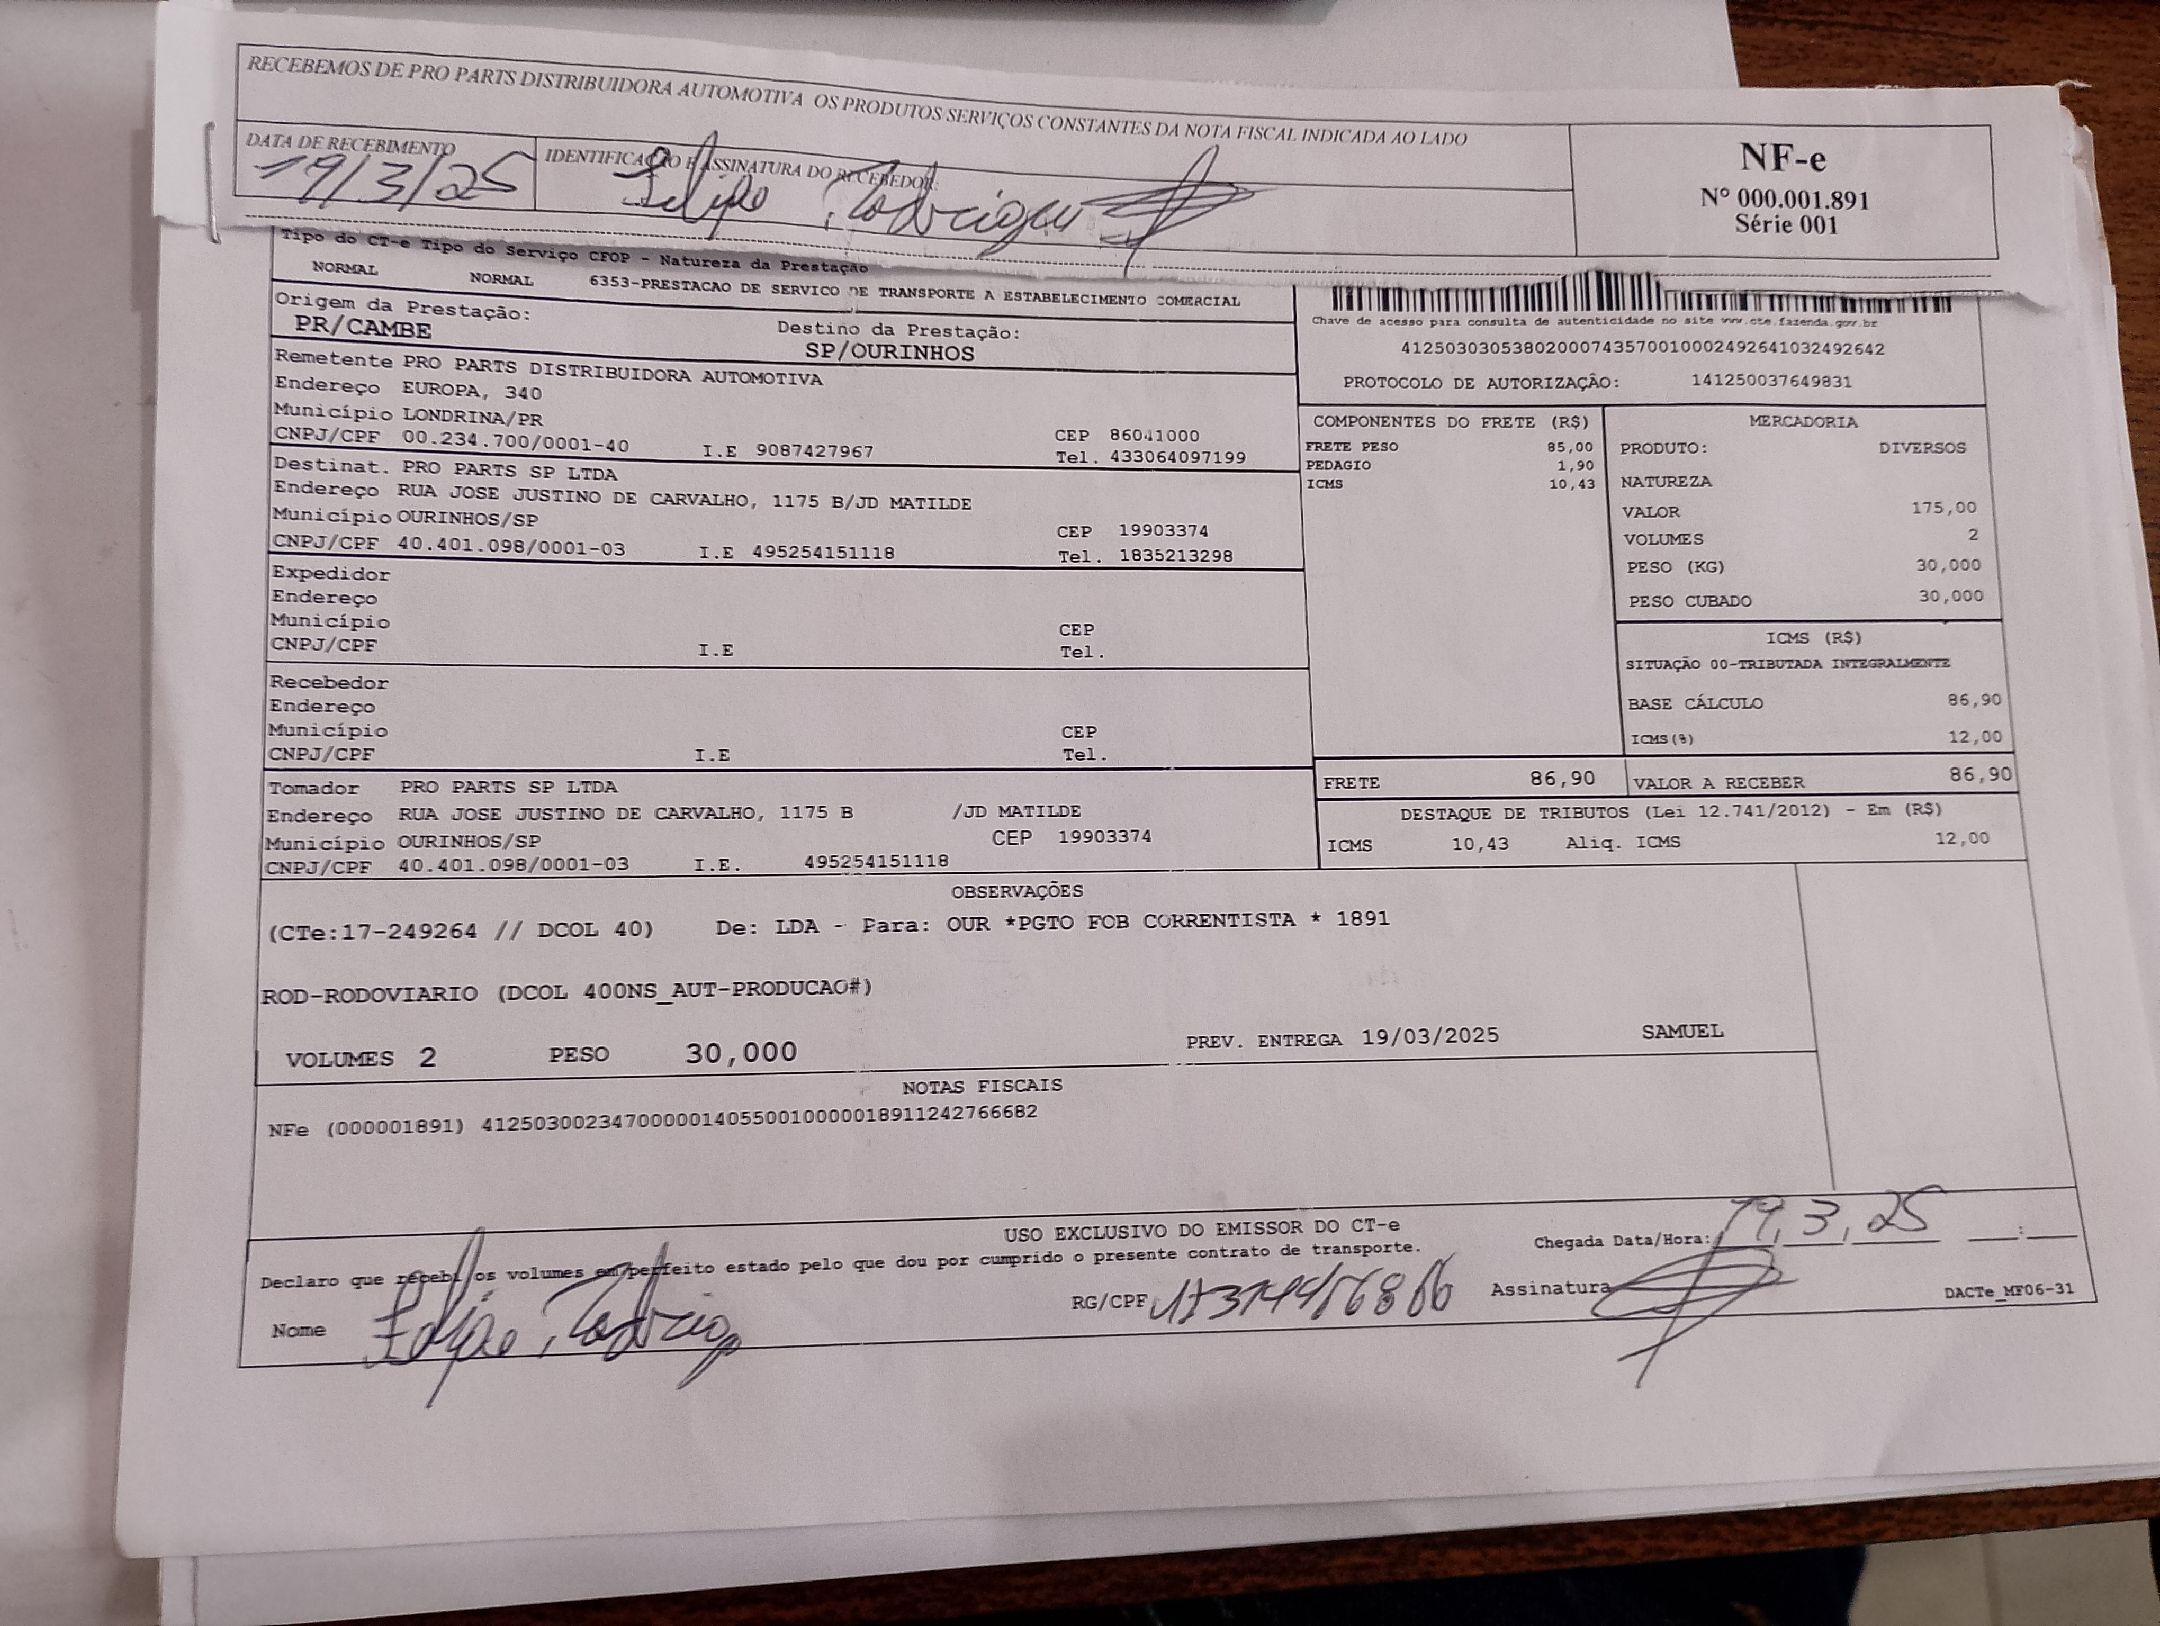 RECEBEMOS DE PRO PARTS DISTRIBUIDORA AUTOMOTIVA OS PRODUTOS SERVIÇOS CONSTANTES DA NOTA FISCAL INDICADA AO LADO
DATA DE RECEBIMENTO
19/3/25
IDENTIFICAÇÃO E ASSINATURA DO RECEBEDOR
Felipe Rodrigues
NF-e
Nº 000.001.891
Série 001
Tipo do CT-e Tipo do Serviço CFOP - Natureza da Prestação
NORMAL NORMAL 6353-PRESTACAO DE SERVICO DE TRANSPORTE A ESTABELECIMENTO COMERCIAL
Origem da Prestação: Destino da Prestação:
PR/CAMBE SP/OURINHOS
Remetente PRO PARTS DISTRIBUIDORA AUTOMOTIVA
Endereço EUROPA, 340
Município LONDRINA/PR CEP 86041000
CNPJ/CPF 00.234.700/0001-40 I.E 9087427967 Tel. 433064097199
Destinat. PRO PARTS SP LTDA
Endereço RUA JOSE JUSTINO DE CARVALHO, 1175 B/JD MATILDE
Município OURINHOS/SP CEP 19903374
CNPJ/CPF 40.401.098/0001-03 I.E 495254151118 Tel. 1835213298
Expedidor
Endereço
Município CEP
CNPJ/CPF I.E Tel.
Recebedor
Endereço
Município CEP
CNPJ/CPF I.E Tel.
Tomador PRO PARTS SP LTDA
Endereço RUA JOSE JUSTINO DE CARVALHO, 1175 B /JD MATILDE
Município OURINHOS/SP CEP 19903374
CNPJ/CPF 40.401.098/0001-03 I.E. 495254151118
Chave de acesso para consulta de autenticidade no site www.cte.fazenda.gov.br
41250303053802000743570010002492641032492642
PROTOCOLO DE AUTORIZAÇÃO: 141250037649831
COMPONENTES DO FRETE (R$)
FRETE PESO 85,00
PEDAGIO 1,90
ICMS 10,43
MERCADORIA
PRODUTO: DIVERSOS
NATUREZA
VALOR 175,00
VOLUMES 2
PESO (KG) 30,000
PESO CUBADO 30,000
ICMS (R$)
SITUAÇÃO 00-TRIBUTADA INTEGRALMENTE
BASE CÁLCULO 86,90
ICMS(%) 12,00
FRETE 86,90 VALOR A RECEBER 86,90
DESTAQUE DE TRIBUTOS (Lei 12.741/2012) - Em (R$)
ICMS 10,43 Aliq. ICMS 12,00
OBSERVAÇÕES
(CTe:17-249264 // DCOL 40) De: LDA - Para: OUR *PGTO FOB CORRENTISTA * 1891
ROD-RODOVIARIO (DCOL 400NS_AUT-PRODUCAO#)
VOLUMES 2 PESO 30,000 PREV. ENTREGA 19/03/2025 SAMUEL
NOTAS FISCAIS
NFe (000001891) 41250300234700000140550010000018911242766682
USO EXCLUSIVO DO EMISSOR DO CT-e
Declaro que recebi os volumes em perfeito estado pelo que dou por cumprido o presente contrato de transporte.
Chegada Data/Hora: 19, 3, 25 :
Nome Felipe Rodrigues RG/CPF Assinatura
DACTe_MF06-31